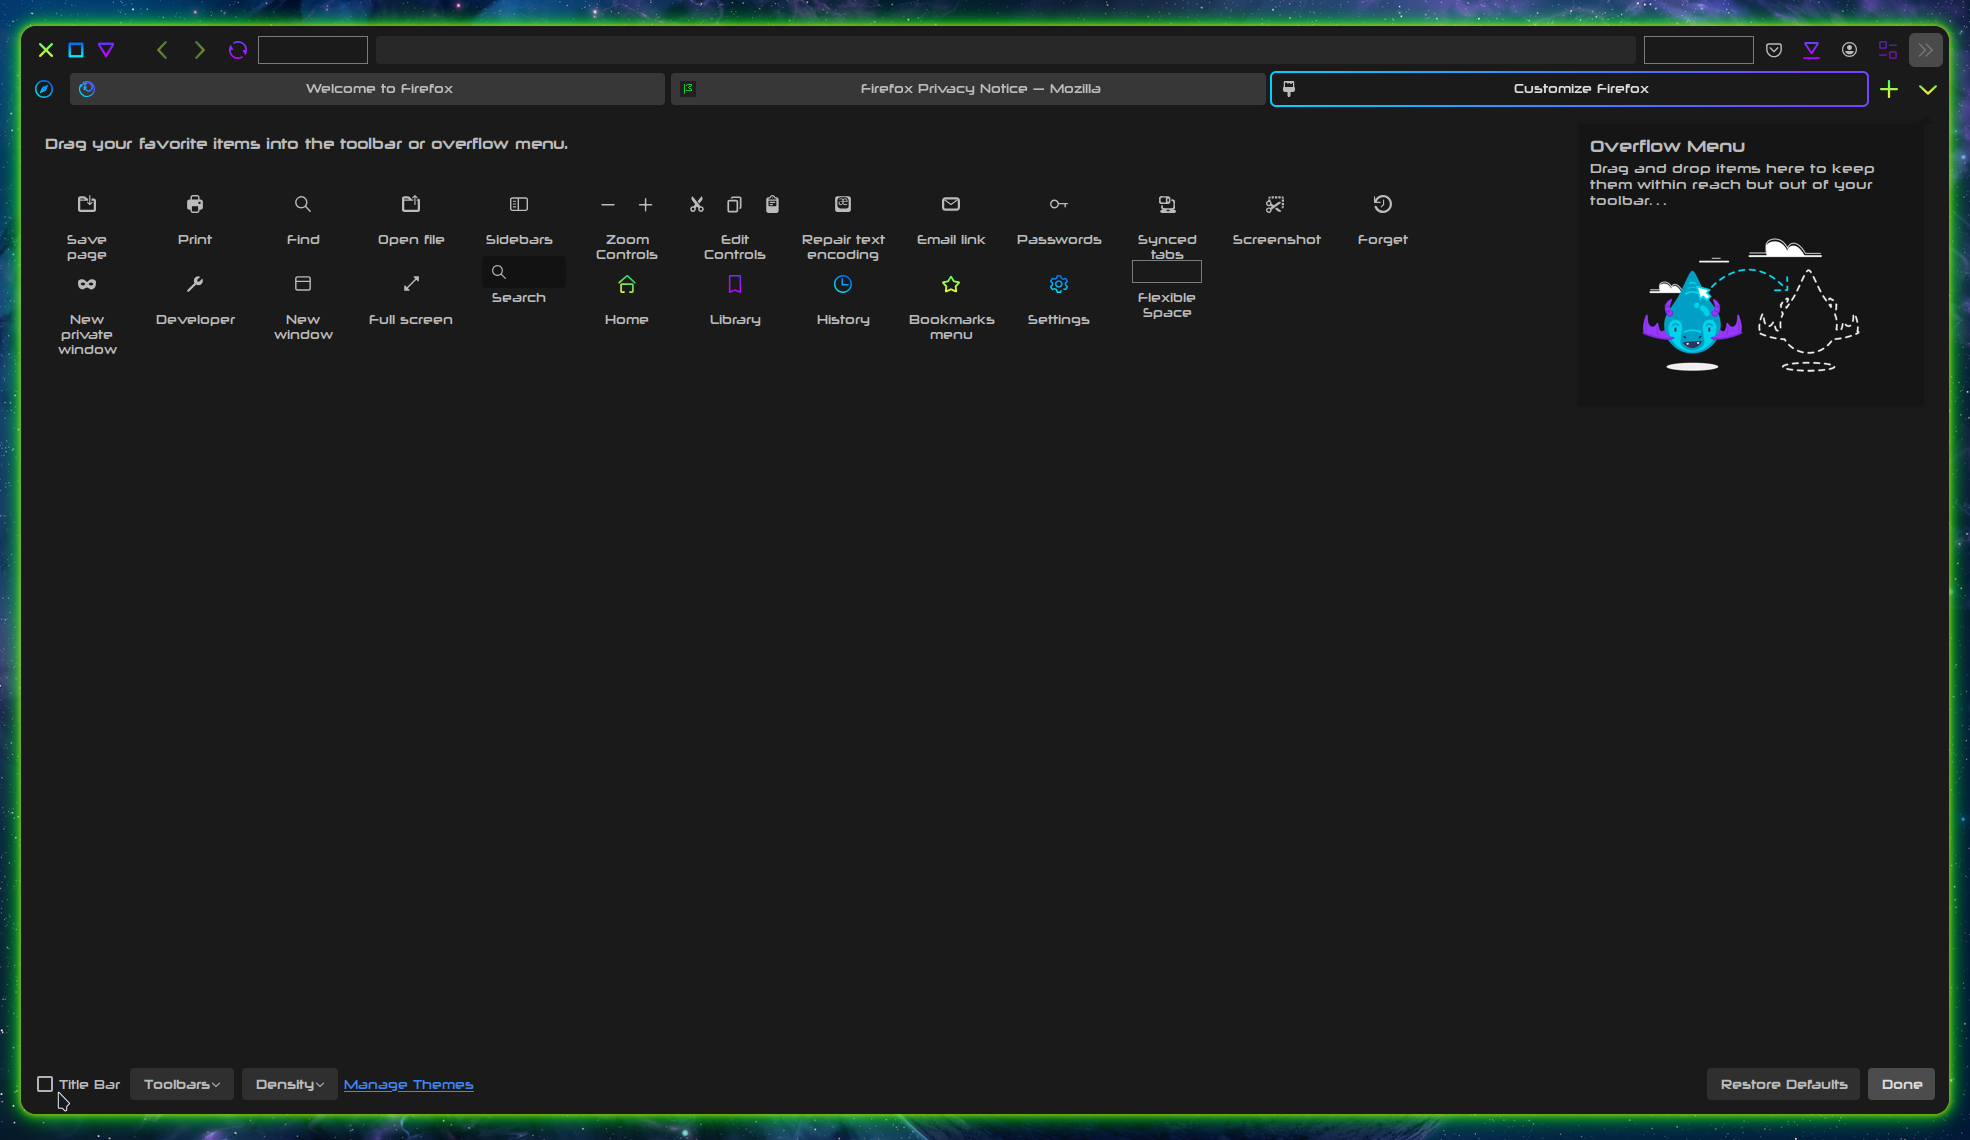 Welcome to Firefox
Firefox Privacy Notice — Mozilla
Customize Firefox
Drag your favorite items into the toolbar or overflow menu.
Save page
Print
Find
Open file
Sidebars
Zoom Controls
Edit Controls
Repair text encoding
Email link
Passwords
Synced tabs
Screenshot
Forget
New private window
Developer
New window
Full screen
Search
Home
Library
History
Bookmarks menu
Settings
Flexible Space
Overflow Menu
Drag and drop items here to keep
them within reach but out of your
toolbar...
Title Bar
Toolbars
Density
Manage Themes
Restore Defaults
Done